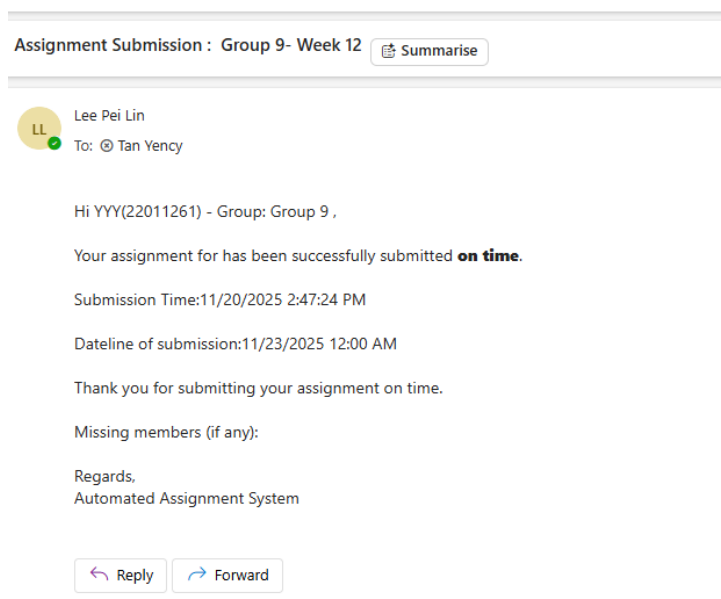 Assignment Submission : Group 9- Week 12
Summarise
LL
Lee Pei Lin
To: Tan Yency
Hi YYY(22011261) - Group: Group 9 ,
Your assignment for has been successfully submitted on time.
Submission Time:11/20/2025 2:47:24 PM
Dateline of submission:11/23/2025 12:00 AM
Thank you for submitting your assignment on time.
Missing members (if any):
Regards,
Automated Assignment System
Reply
Forward